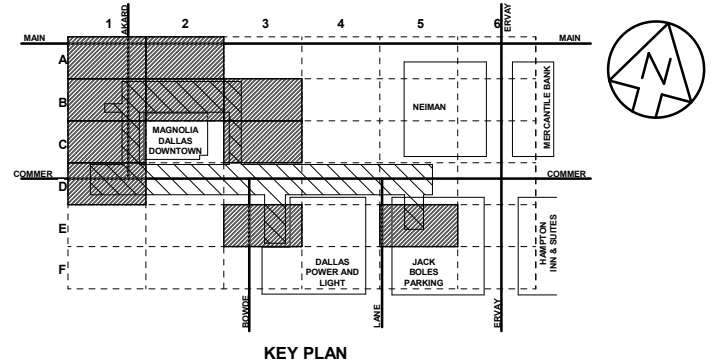 AKARD
ERVAY
1 2 3 4 5 6
MAIN MAIN
A
B
NEIMAN
MERCANTILE BANK
MAGNOLIA
DALLAS
DOWNTOWN
C
COMMER COMMER
D
E
F
DALLAS
POWER AND
LIGHT
JACK
BOLES
PARKING
HAMPTON
INN & SUITES
BOWDE
LANE
ERVAY
KEY PLAN
N